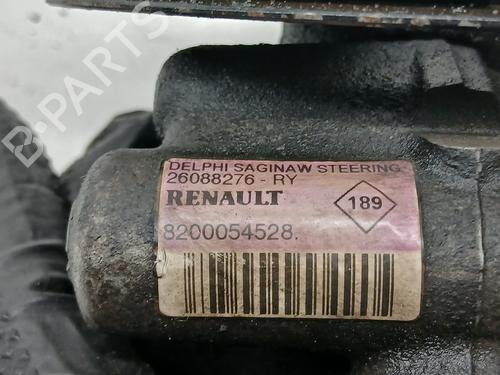 B-PARTS
DELPHI SAGINAW STEERING
26088276 - RY
RENAULT
189
8200054528.